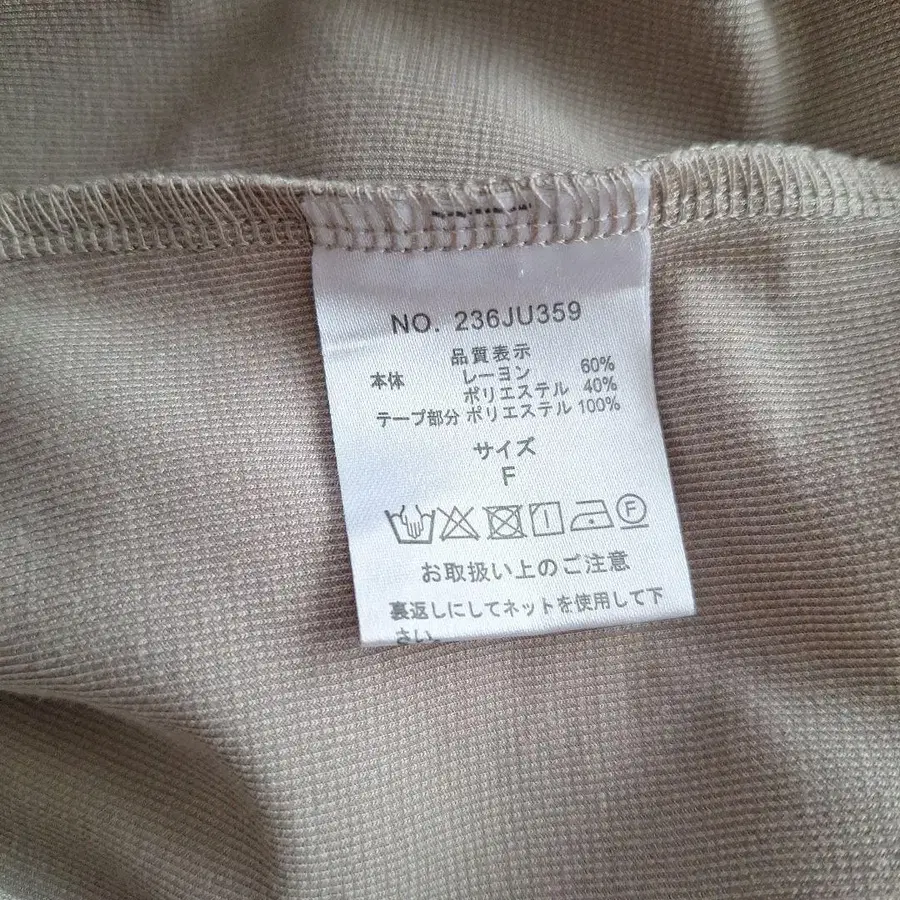 NO. 236JU359
品質表示
本体 レーヨン 60%
ポリエステル 40%
テープ部分 ポリエステル 100%
サイズ
F
F
お取扱い上のご注意
裏返しにしてネットを使用して下
さい。